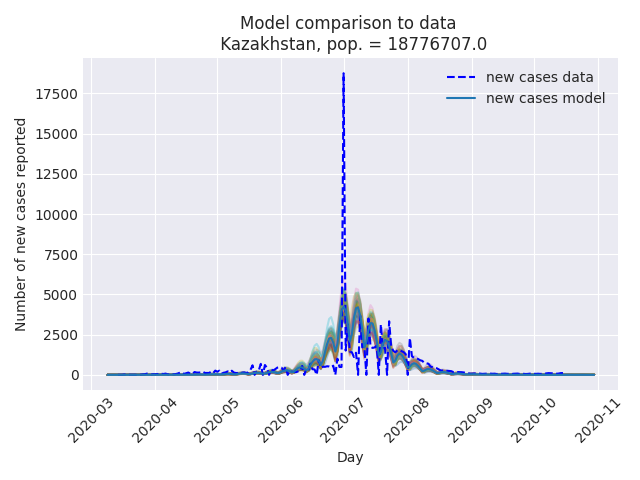 Model comparison to data
Kazakhstan, pop. = 18776707.0
new cases data
new cases model
Number of new cases reported
17500
15000
12500
10000
7500
5000
2500
0
2020-03
2020-04
2020-05
2020-06
2020-07
2020-08
2020-09
2020-10
2020-11
Day